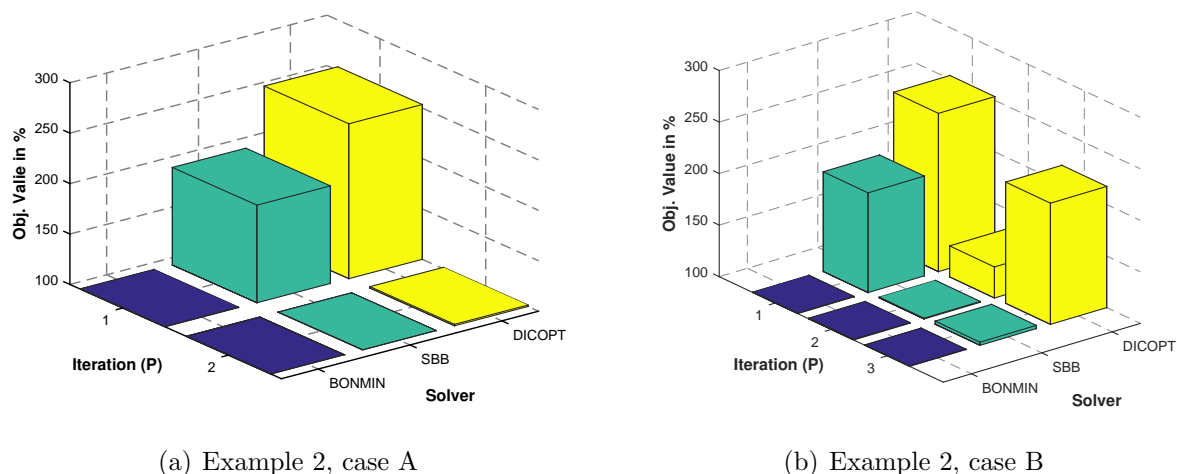 300
250
200
150
100
Obj. Valie in %
1
2
Iteration (P)
BONMIN
SBB
DICOPT
Solver
(a) Example 2, case A
300
250
200
150
100
Obj. Value in %
1
2
3
Iteration (P)
BONMIN
SBB
DICOPT
Solver
(b) Example 2, case B